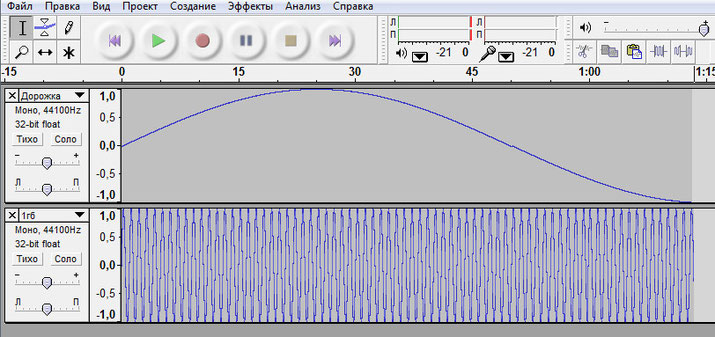 Файл Правка Вид Проект Создание Эффекты Анализ Справка
Л
П
-21 0
Л
П
-21 0
- +
-15 0 15 30 45 1:00 1:15
× Дорожка
Моно, 44100Hz
32-bit float
Тихо Соло
- +
Л П
1,0
0,5
0,0
-0,5
-1,0
× 1гб
Моно, 44100Hz
32-bit float
Тихо Соло
- +
Л П
1,0
0,5
0,0
-0,5
-1,0